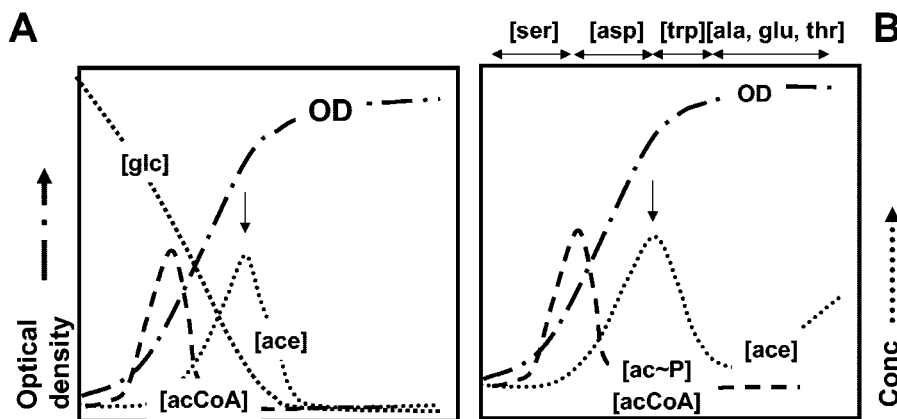 A
[ser] [asp] [trp][ala, glu, thr]
B
OD
OD
[glc]
[ace]
[acCoA]
[ac~P]
[acCoA]
[ace]
Optical
density
Conc